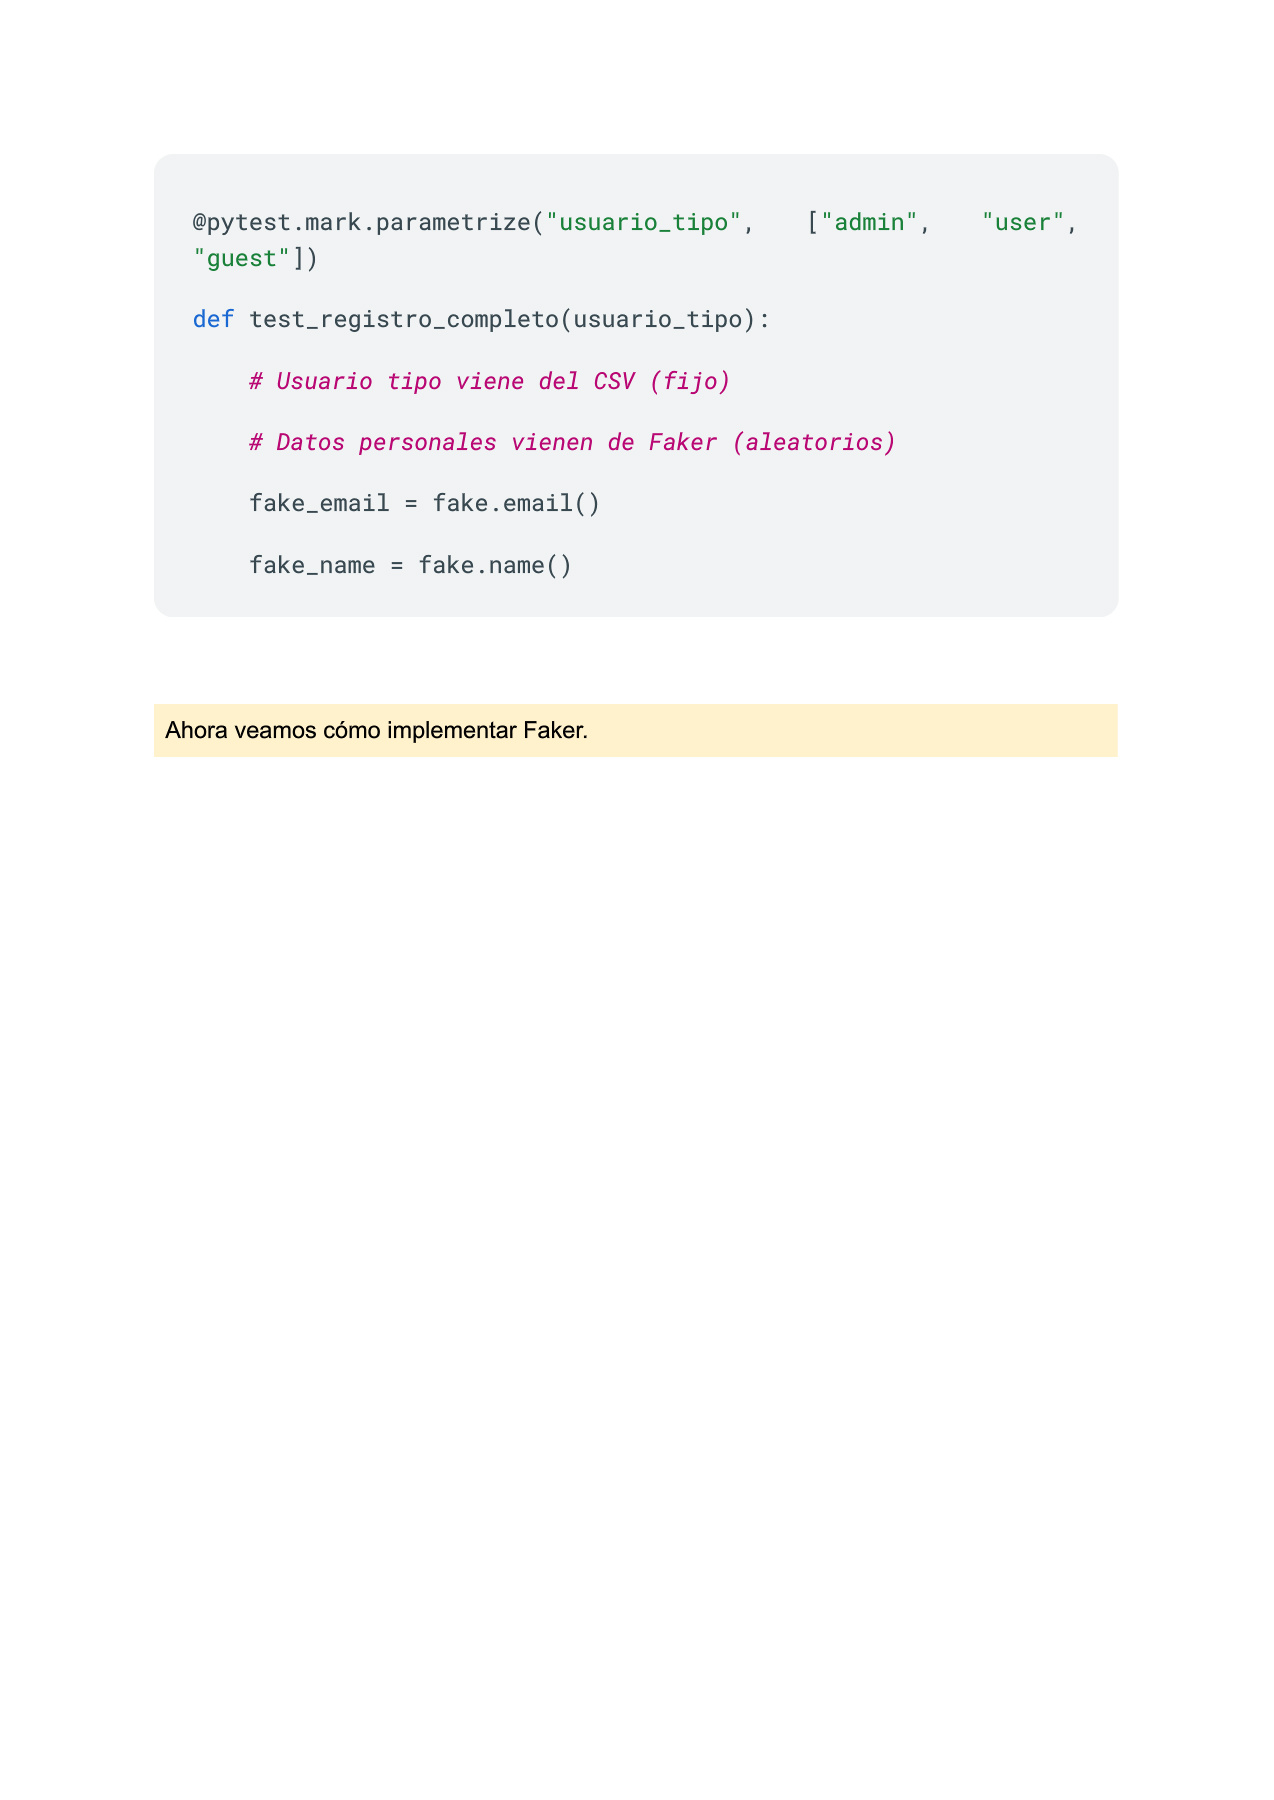 @pytest.mark.parametrize("usuario_tipo", ["admin", "user",
"guest"])
def test_registro_completo(usuario_tipo):
    # Usuario tipo viene del CSV (fijo)
    # Datos personales vienen de Faker (aleatorios)
    fake_email = fake.email()
    fake_name = fake.name()
Ahora veamos cómo implementar Faker.